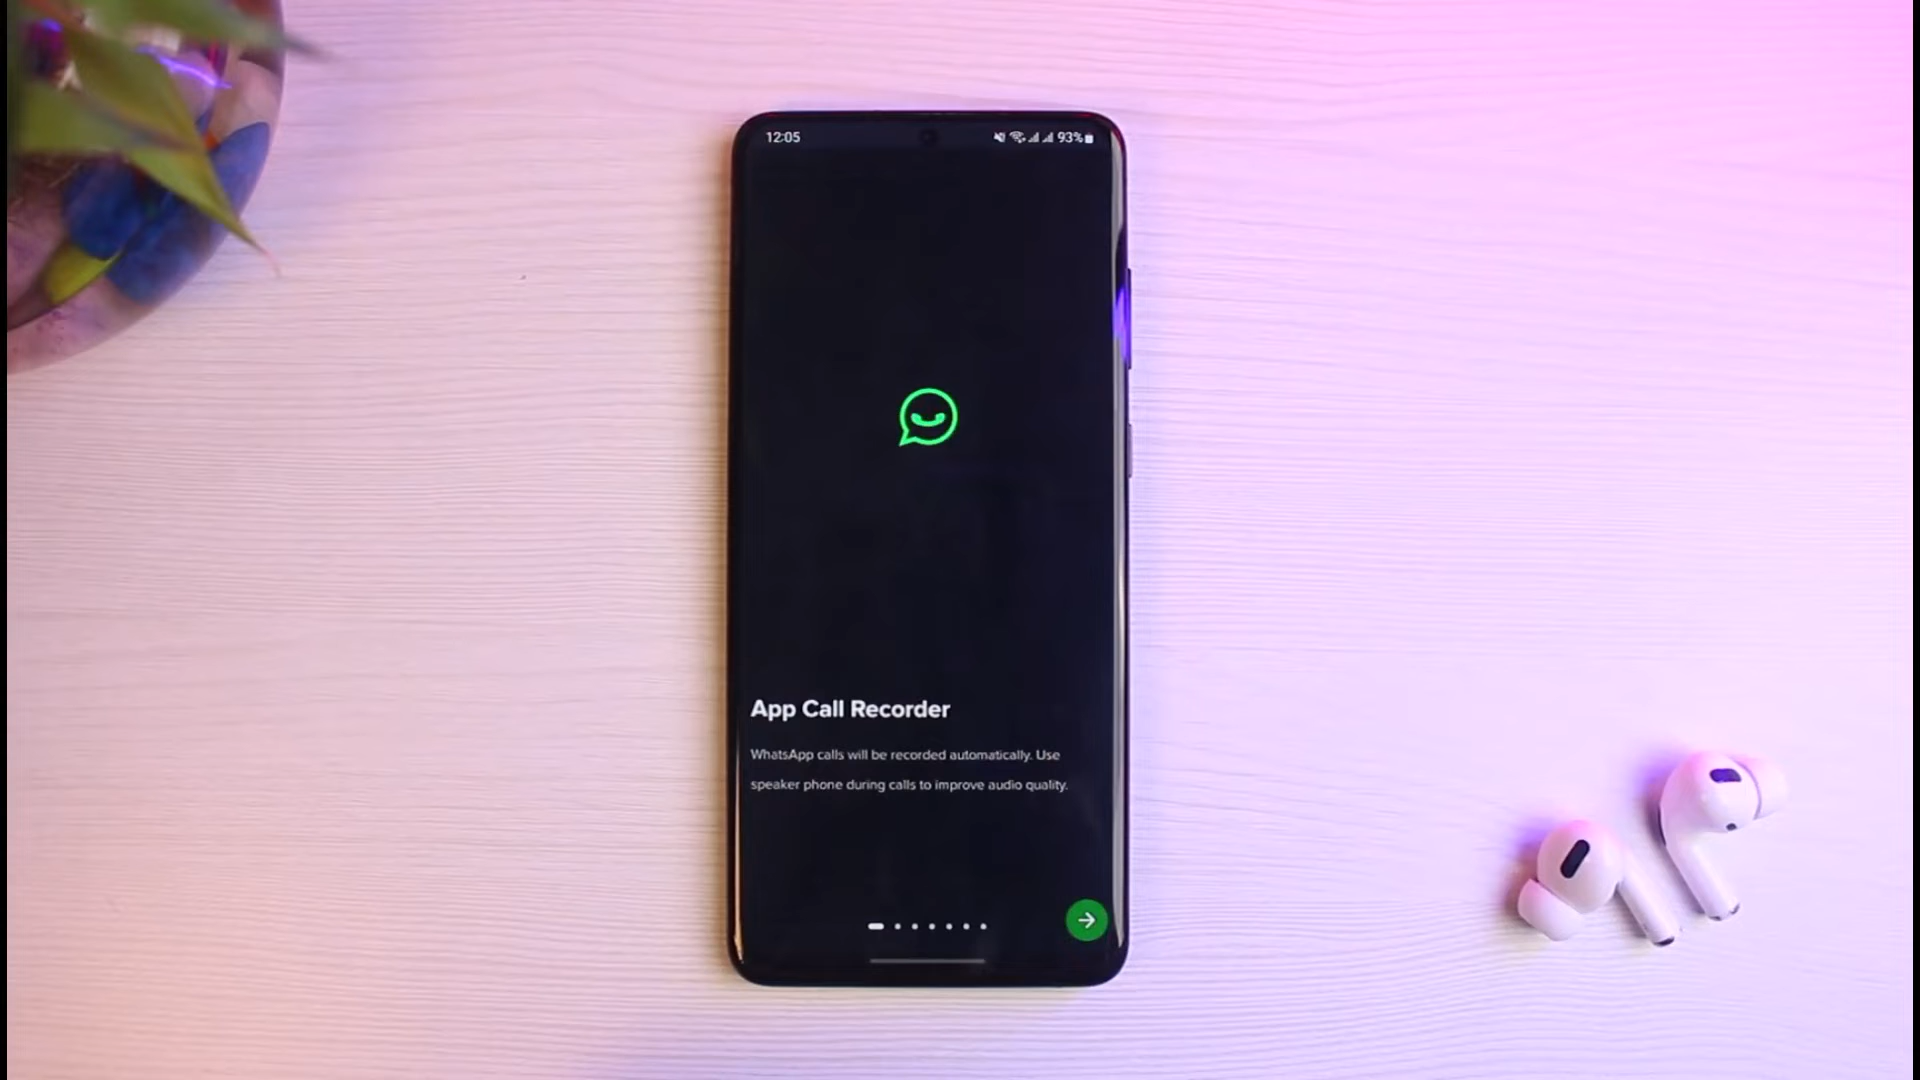 12:05
93%
App Call Recorder
WhatsApp calls will be recorded automatically. Use
speaker phone during calls to improve audio quality.